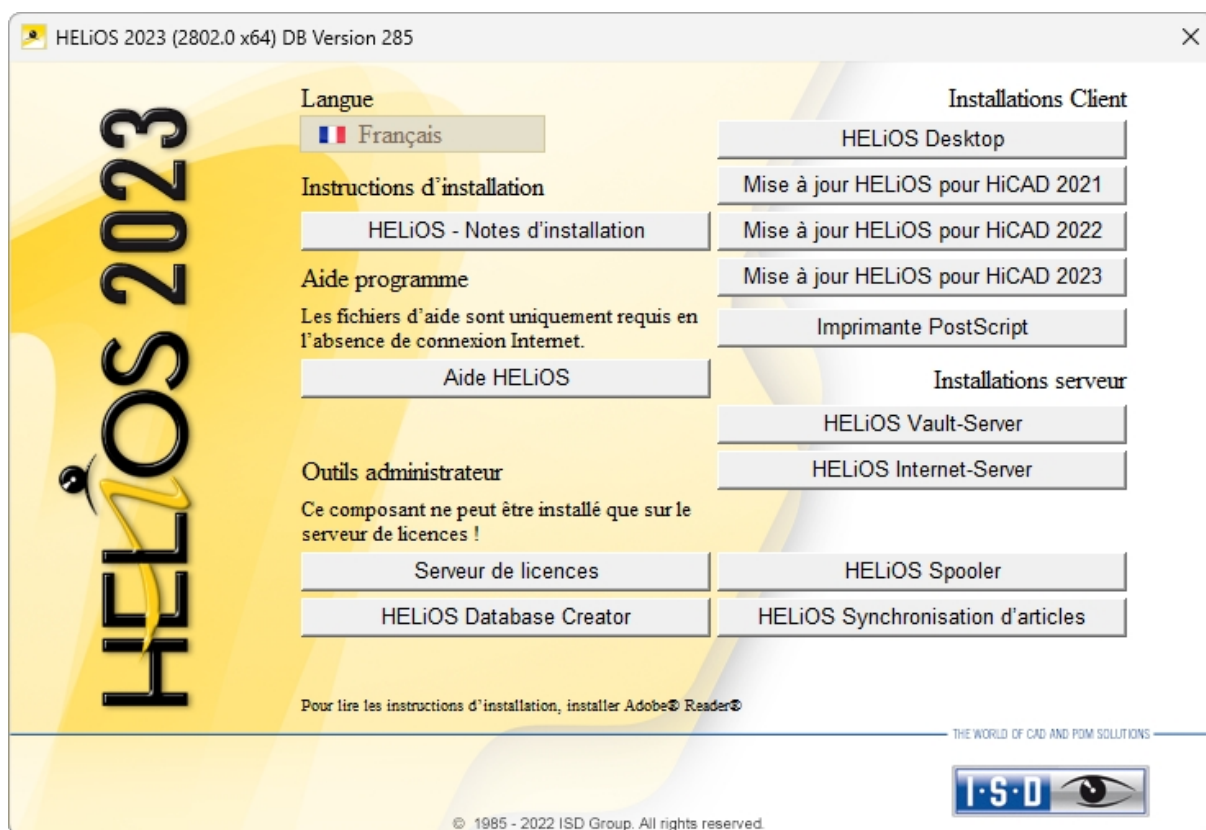 HELiOS 2023 (2802.0 x64) DB Version 285
HELiOS 2023
Langue
Français
Instructions d'installation
HELiOS - Notes d'installation
Aide programme
Les fichiers d'aide sont uniquement requis en
l'absence de connexion Internet.
Aide HELiOS
Outils administrateur
Ce composant ne peut être installé que sur le
serveur de licences !
Serveur de licences
HELiOS Database Creator
Installations Client
HELiOS Desktop
Mise à jour HELiOS pour HiCAD 2021
Mise à jour HELiOS pour HiCAD 2022
Mise à jour HELiOS pour HiCAD 2023
Imprimante PostScript
Installations serveur
HELiOS Vault-Server
HELiOS Internet-Server
HELiOS Spooler
HELiOS Synchronisation d'articles
Pour lire les instructions d'installation, installer Adobe® Reader®
THE WORLD OF CAD AND PDM SOLUTIONS
I·S·D
© 1985 - 2022 ISD Group. All rights reserved.